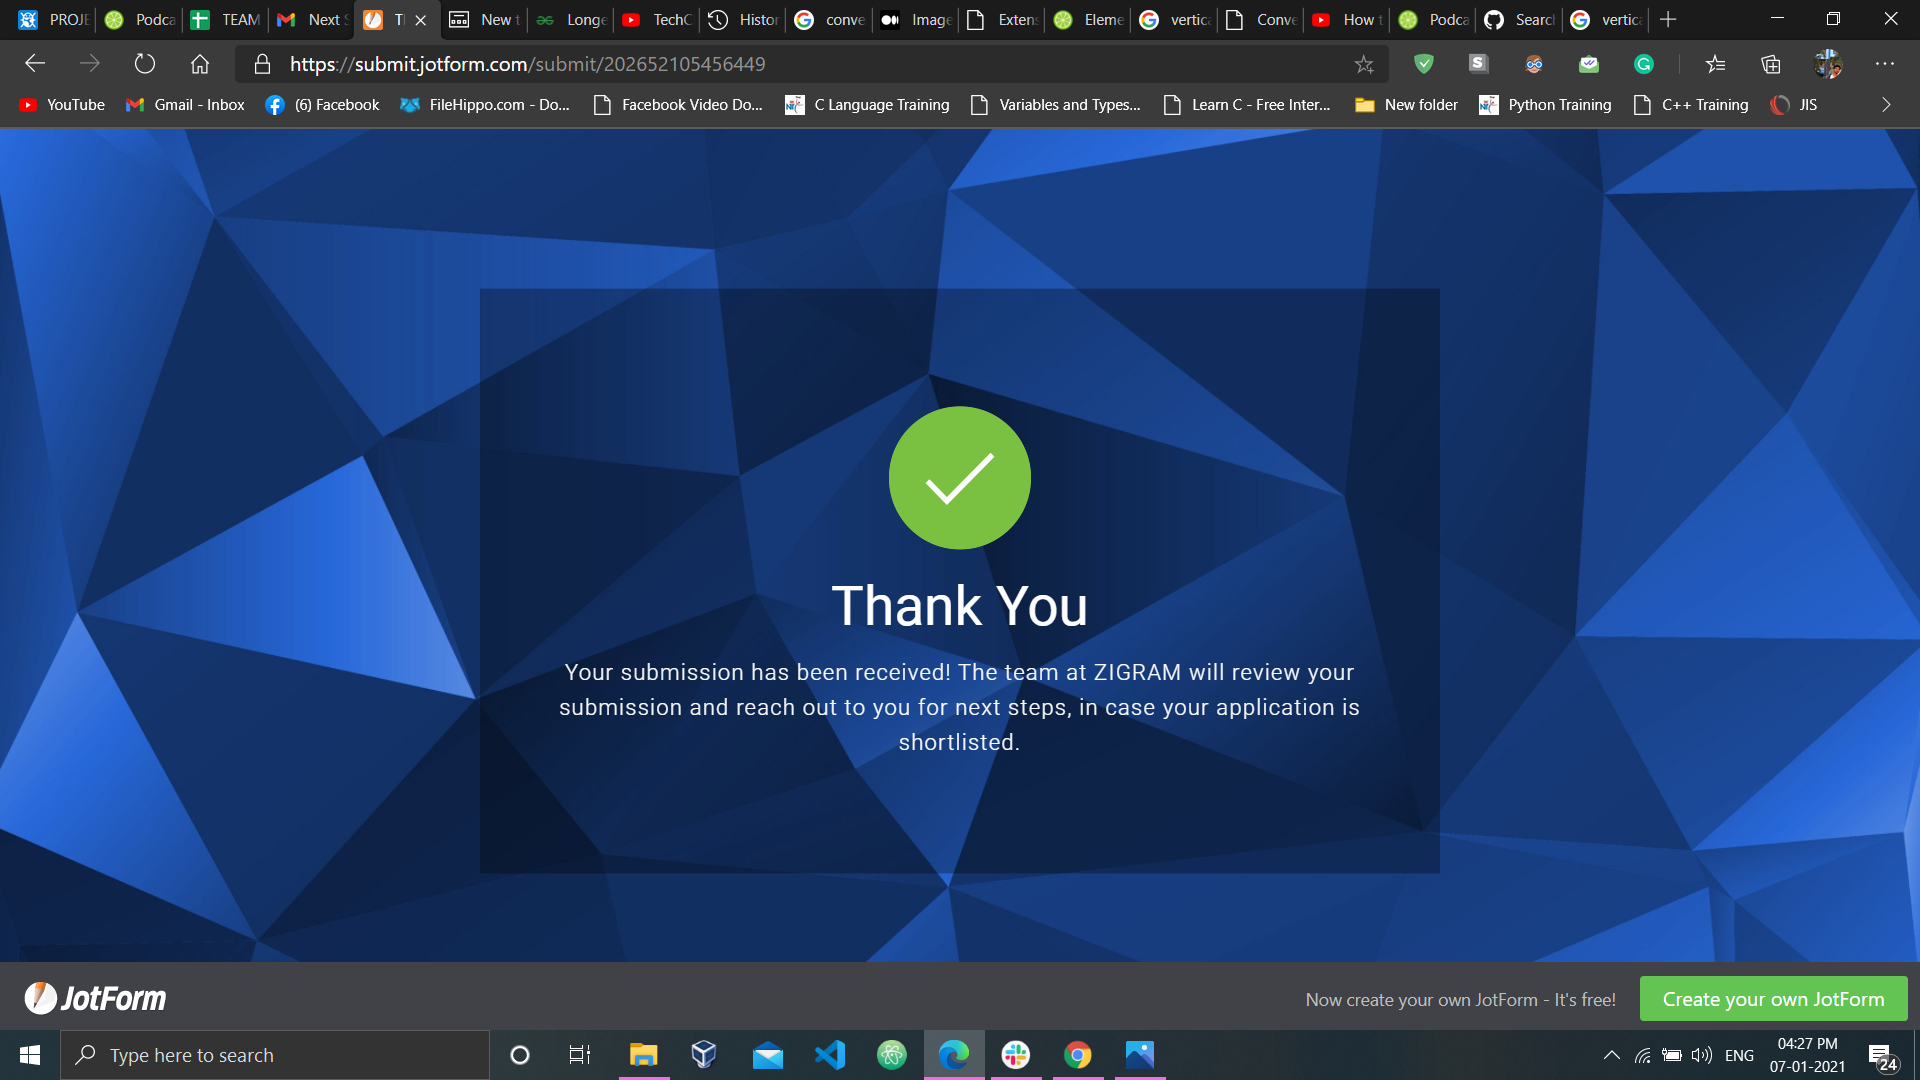 PROJE
Podca
TEAM
Next S
New t
Longe
TechC
Histor
conve
Image
Extens
Eleme
vertica
Conve
How t
Podca
Search
vertica
https://submit.jotform.com/submit/202652105456449
YouTube
Gmail - Inbox
(6) Facebook
FileHippo.com - Do...
Facebook Video Do...
C Language Training
Variables and Types...
Learn C - Free Inter...
New folder
Python Training
C++ Training
JIS
Thank You
Your submission has been received! The team at ZIGRAM will review your
submission and reach out to you for next steps, in case your application is
shortlisted.
JotForm
Now create your own JotForm - It's free!
Create your own JotForm
Type here to search
ENG
04:27 PM
07-01-2021
24